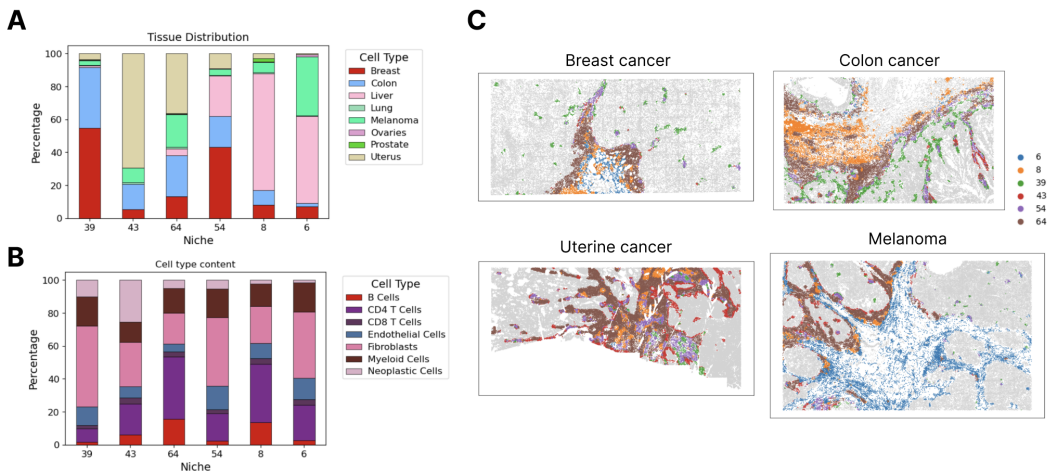 A
Tissue Distribution
100
80
60
40
20
0
Percentage
39 43 64 54 8 6
Niche
Cell Type
Breast
Colon
Liver
Lung
Melanoma
Ovaries
Prostate
Uterus
B
Cell type content
100
80
60
40
20
0
Percentage
39 43 64 54 8 6
Niche
Cell Type
B Cells
CD4 T Cells
CD8 T Cells
Endothelial Cells
Fibroblasts
Myeloid Cells
Neoplastic Cells
C
Breast cancer
Colon cancer
Uterine cancer
Melanoma
6
8
39
43
54
64